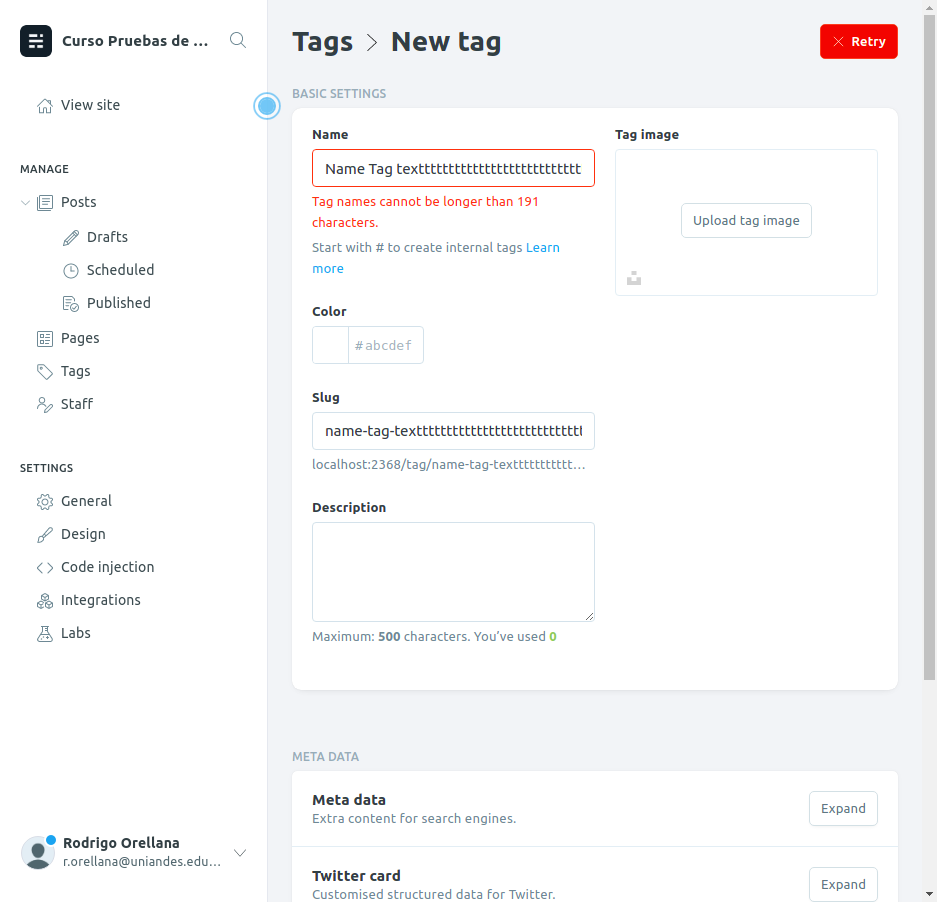 Curso Pruebas de ...
View site
MANAGE
Posts
Drafts
Scheduled
Published
Pages
Tags
Staff
SETTINGS
General
Design
Code injection
Integrations
Labs
Rodrigo Orellana
r.orellana@uniandes.edu...
Tags > New tag
Retry
BASIC SETTINGS
Name
Name Tag textttttttttttttttttttttttttttt
Tag names cannot be longer than 191
characters.
Start with # to create internal tags Learn
more
Color
#abcdef
Slug
name-tag-textttttttttttttttttttttttttttt
localhost:2368/tag/name-tag-texttttttttttt...
Description
Maximum: 500 characters. You've used 0
Tag image
Upload tag image
META DATA
Meta data
Extra content for search engines.
Expand
Twitter card
Customised structured data for Twitter.
Expand